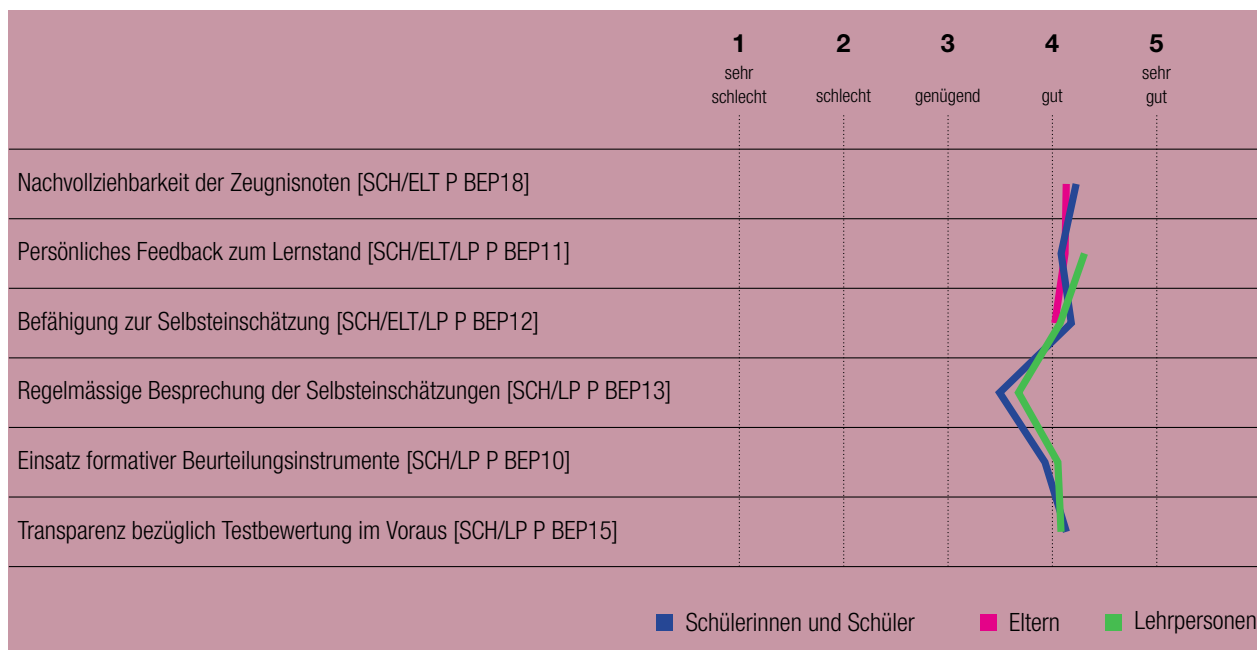 1 2 3 4 5
sehr sehr
schlecht schlecht genügend gut gut
Nachvollziehbarkeit der Zeugnisnoten [SCH/ELT P BEP18]
Persönliches Feedback zum Lernstand [SCH/ELT/LP P BEP11]
Befähigung zur Selbsteinschätzung [SCH/ELT/LP P BEP12]
Regelmässige Besprechung der Selbsteinschätzungen [SCH/LP P BEP13]
Einsatz formativer Beurteilungsinstrumente [SCH/LP P BEP10]
Transparenz bezüglich Testbewertung im Voraus [SCH/LP P BEP15]
Schülerinnen und Schüler Eltern Lehrpersonen